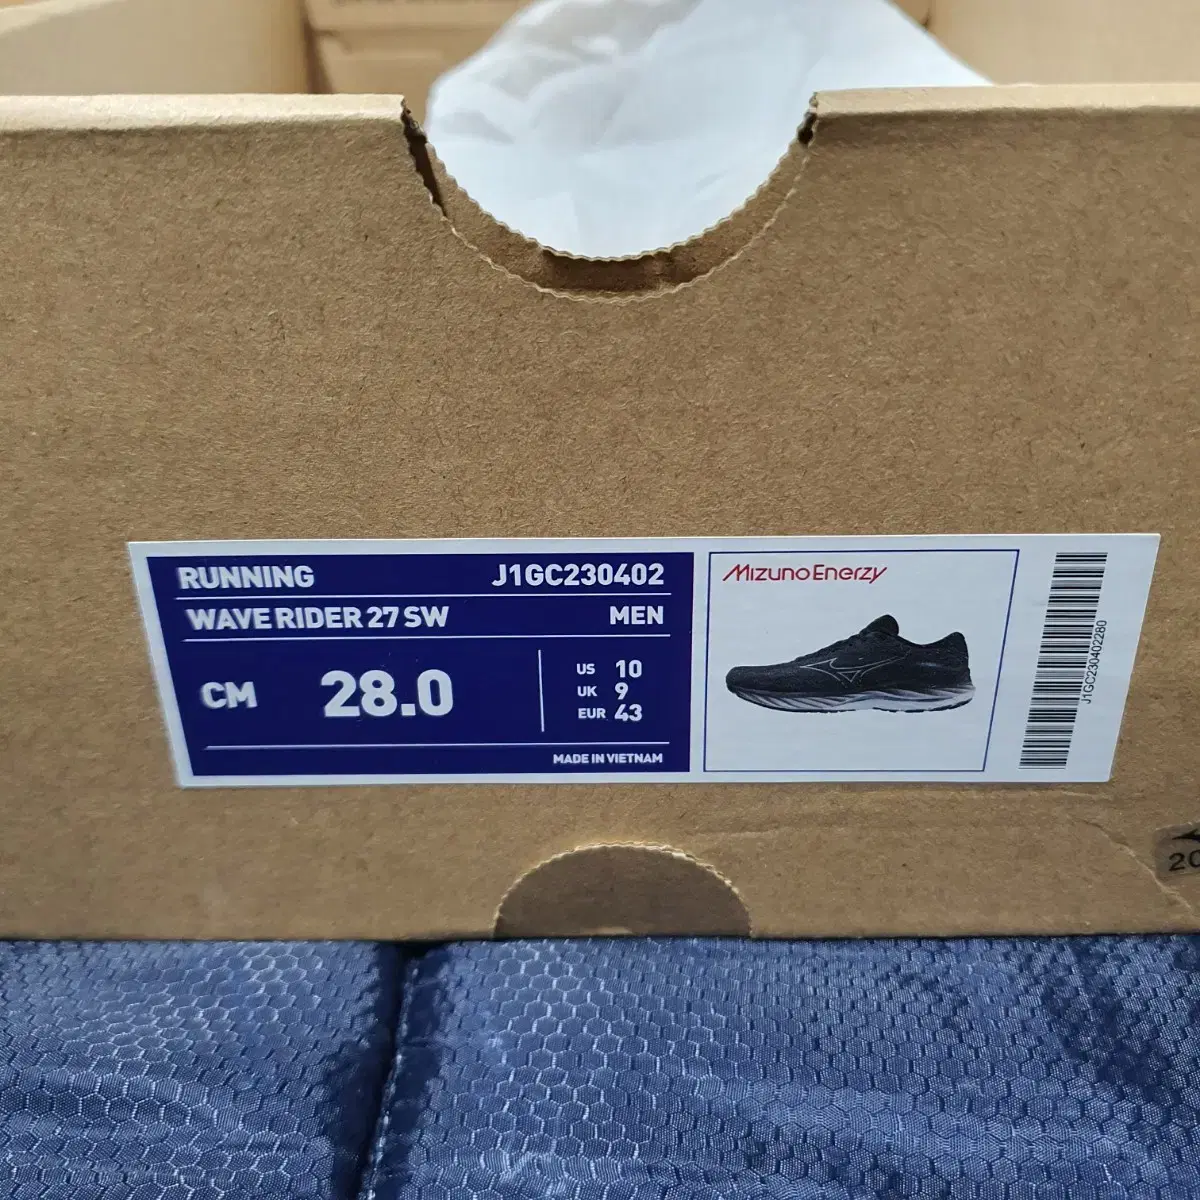 RUNNING J1GC230402
WAVE RIDER 27 SW MEN
CM 28.0
US 10
UK 9
EUR 43
MADE IN VIETNAM
MizunoEnerzy
J1GC230402280